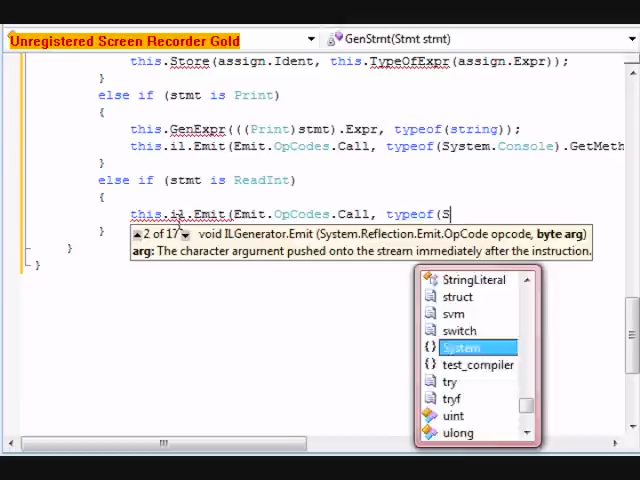 Unregistered Screen Recorder Gold
GenStmt(Stmt stmt)
this.Store(assign.Ident, this.TypeOfExpr(assign.Expr));
}
else if (stmt is Print)
{
this.GenExpr(((Print)stmt).Expr, typeof(string));
this.il.Emit(Emit.OpCodes.Call, typeof(System.Console).GetMeth
}
else if (stmt is ReadInt)
{
this.il.Emit(Emit.OpCodes.Call, typeof(S
}
2 of 17 void ILGenerator.Emit (System.Reflection.Emit.OpCode opcode, byte arg)
arg: The character argument pushed onto the stream immediately after the instruction.
}
}
StringLiteral
struct
svm
switch
{} System
{} test_compiler
try
tryf
uint
ulong